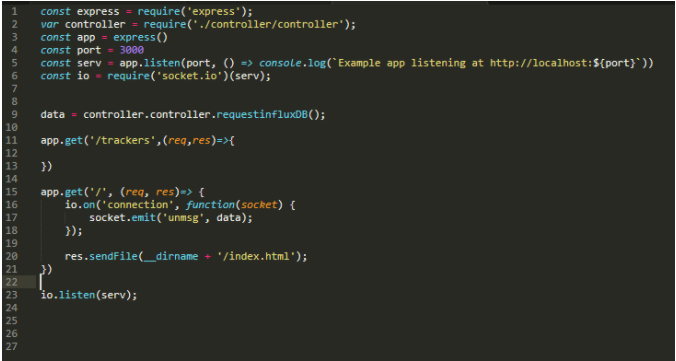 1 const express = require('express');
2 var controller = require('./controller/controller');
3 const app = express()
4 const port = 3000
5 const serv = app.listen(port, () => console.log(`Example app listening at http://localhost:${port}`))
6 const io = require('socket.io')(serv);
7
8
9 data = controller.controller.requestinfluxDB();
10
11 app.get('/trackers',(req,res)=>{
12
13 })
14
15 app.get('/', (req, res)=> {
16 io.on('connection', function(socket) {
17 socket.emit('unmsg', data);
18 });
19
20 res.sendFile(__dirname + '/index.html');
21 })
22
23 io.listen(serv);
24
25
26
27